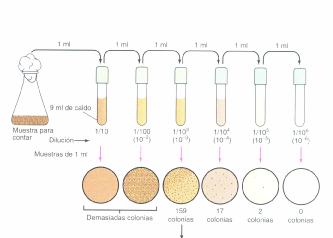 1 ml 1 ml 1 ml 1 ml 1 ml 1 ml
9 ml de caldo
Muestra para
contar
1/10 1/100 1/10³ 1/10⁴ 1/10⁵ 1/10⁶
Dilución (10⁻²) (10⁻³) (10⁻⁴) (10⁻⁵) (10⁻⁶)
Muestras de 1 ml
Demasiadas colonias
159 17 2 0
colonias colonias colonias colonias